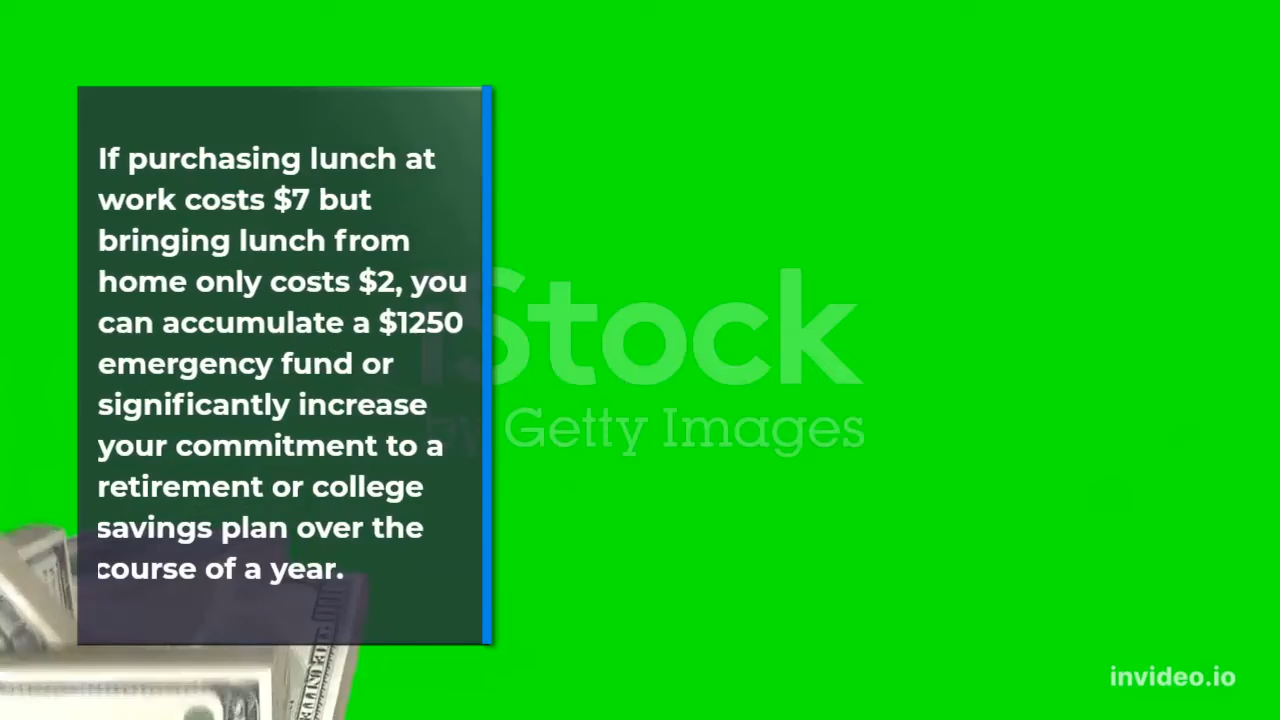 If purchasing lunch at
work costs $7 but
bringing lunch from
home only costs $2, you
can accumulate a $1250
emergency fund or
significantly increase
your commitment to a
retirement or college
savings plan over the
course of a year.
iStock
by Getty Images
invideo.io